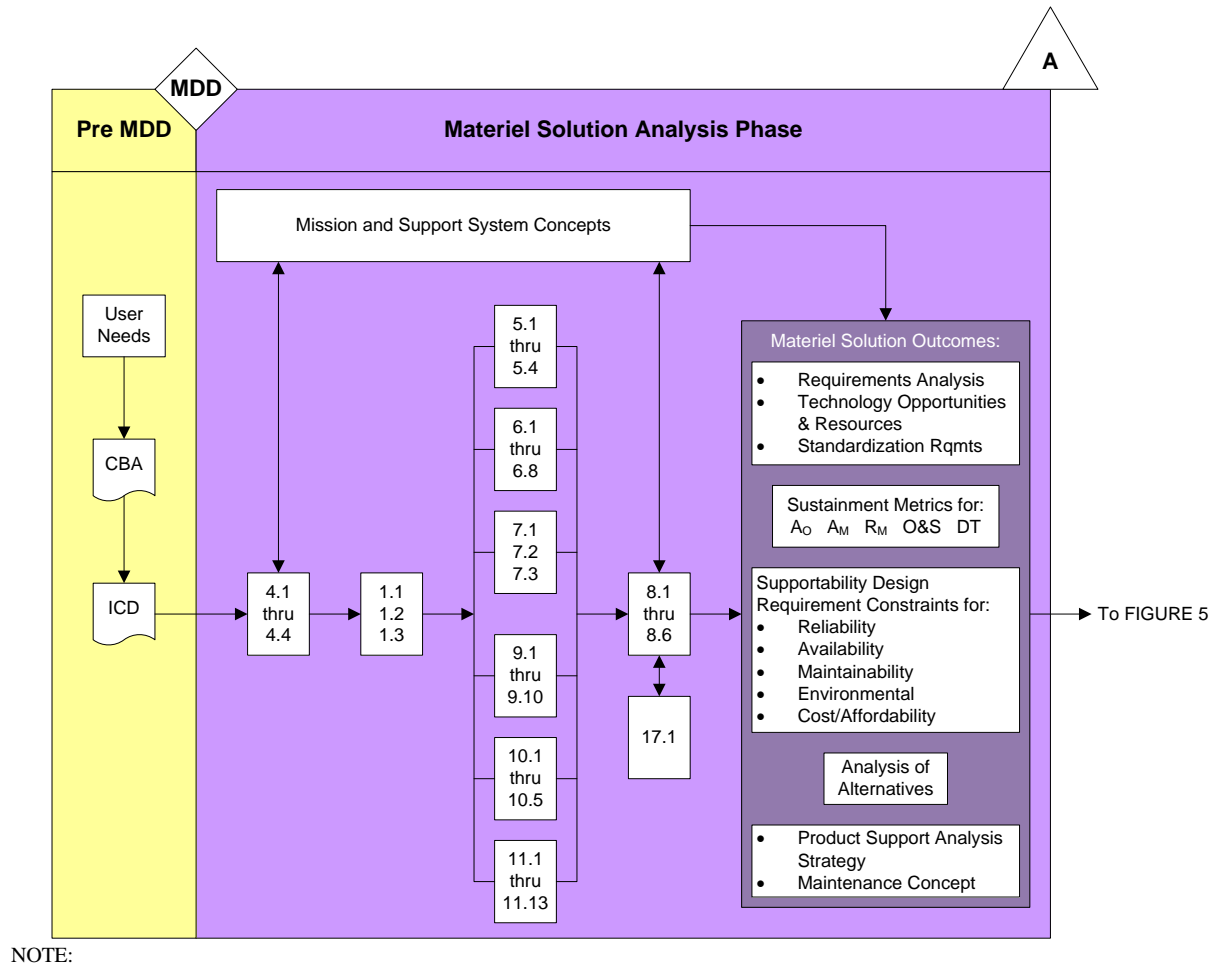 MDD
A
Pre MDD
Materiel Solution Analysis Phase
Mission and Support System Concepts
User
Needs
CBA
ICD
4.1
thru
4.4
1.1
1.2
1.3
5.1
thru
5.4
6.1
thru
6.8
7.1
7.2
7.3
9.1
thru
9.10
10.1
thru
10.5
11.1
thru
11.13
8.1
thru
8.6
17.1
Materiel Solution Outcomes:
• Requirements Analysis
• Technology Opportunities
& Resources
• Standardization Rqmts
Sustainment Metrics for:
AO AM RM O&S DT
Supportability Design
Requirement Constraints for:
• Reliability
• Availability
• Maintainability
• Environmental
• Cost/Affordability
Analysis of
Alternatives
• Product Support Analysis
Strategy
• Maintenance Concept
To FIGURE 5
NOTE: